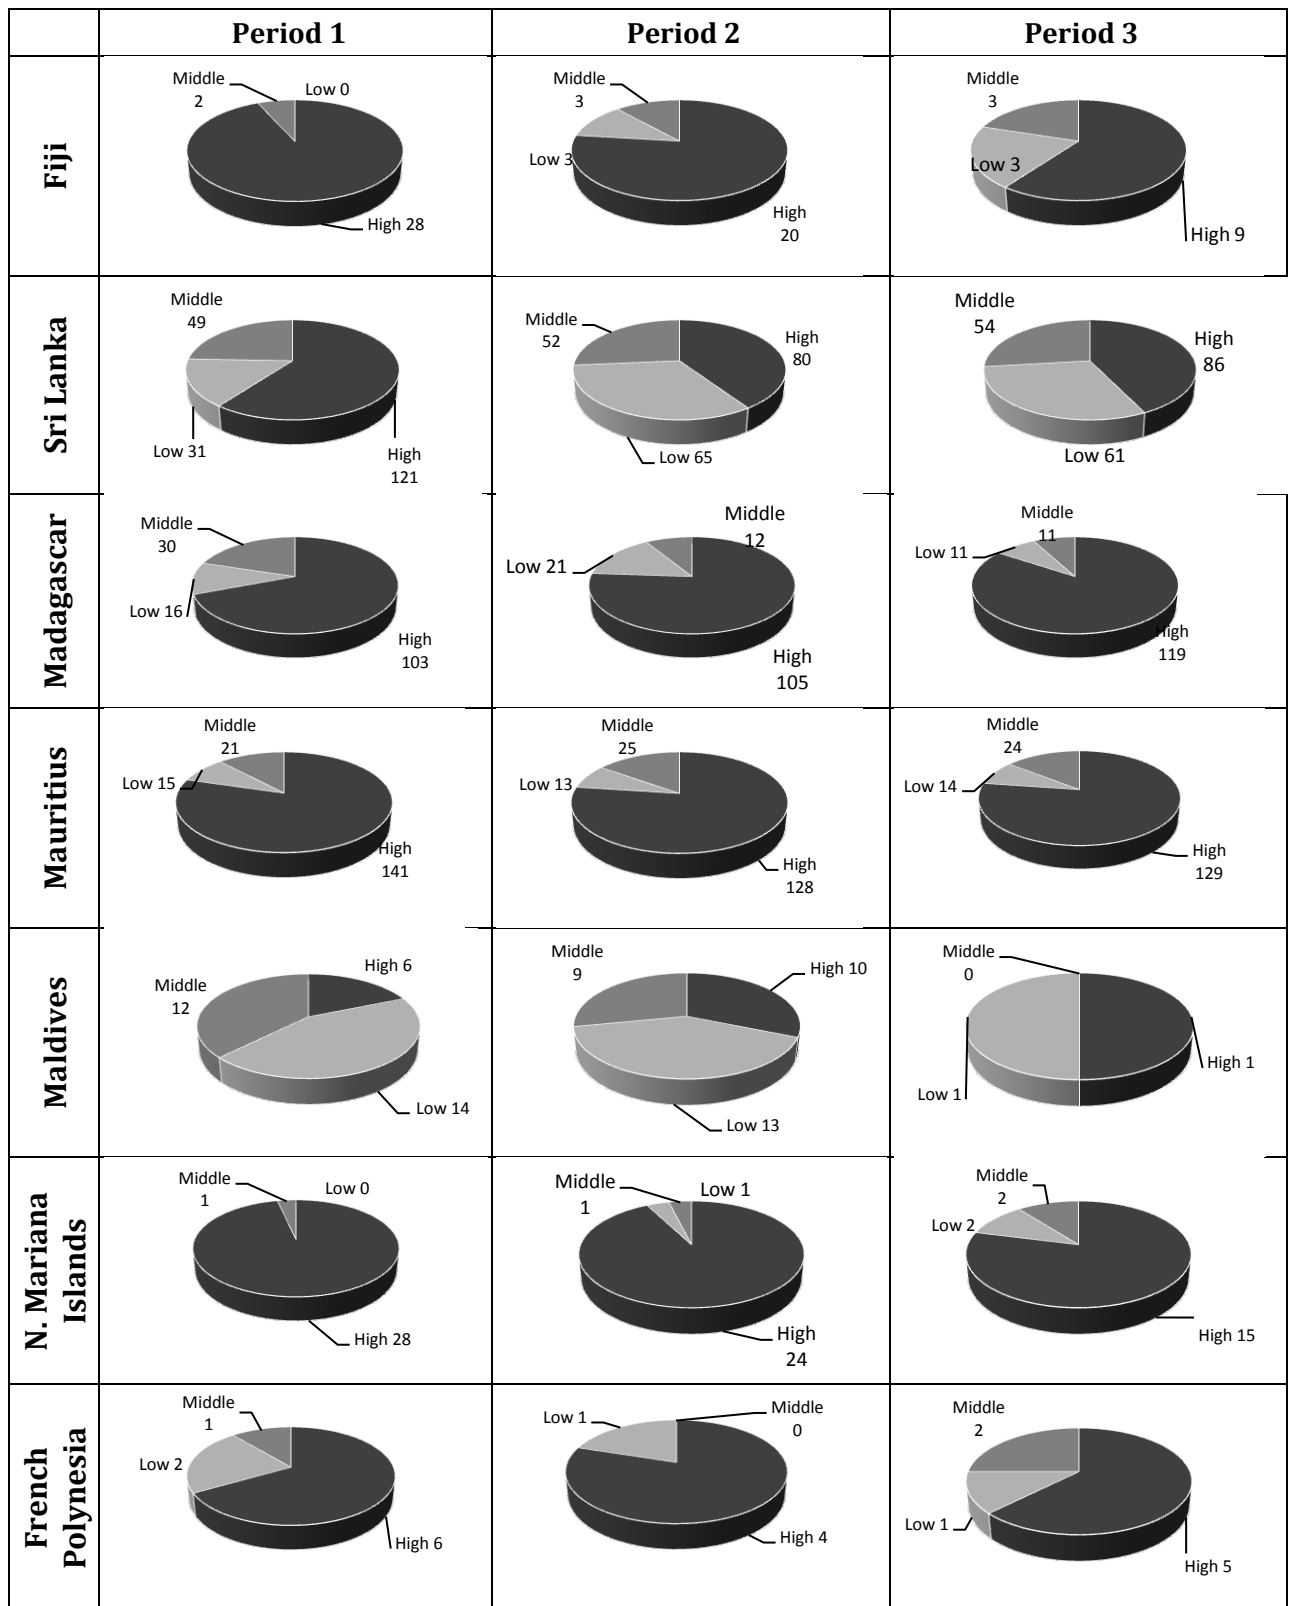 Period 1
Period 2
Period 3
Fiji
Middle
2
Low 0
High 28
Middle
3
Low 3
High
20
Middle
3
Low 3
High 9
Sri Lanka
Middle
49
Low 31
High
121
Middle
52
High
80
Low 65
Middle
54
High
86
Low 61
Madagascar
Middle
30
Low 16
High
103
Middle
12
Low 21
High
105
Middle
11
Low 11
High
119
Mauritius
Middle
21
Low 15
High
141
Middle
25
Low 13
High
128
Middle
24
Low 14
High
129
Maldives
High 6
Middle
12
Low 14
Middle
9
High 10
Low 13
Middle
0
High 1
Low 1
N. Mariana
Islands
Middle
1
Low 0
High 28
Middle
1
Low 1
High
24
Middle
2
Low 2
High 15
French
Polynesia
Middle
1
Low 2
High 6
Low 1
Middle
0
High 4
Middle
2
Low 1
High 5